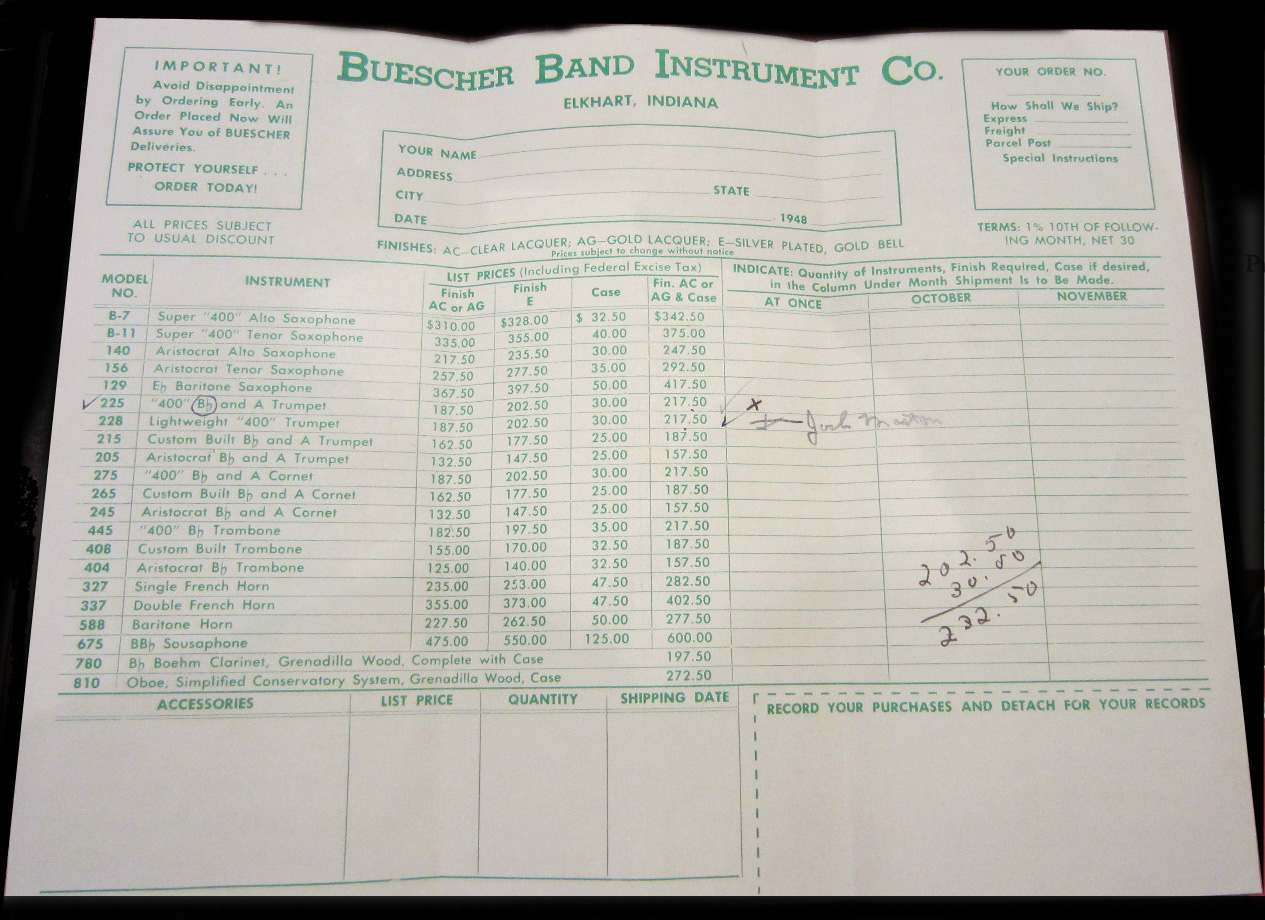 IMPORTANT!
Avoid Disappointment
by Ordering Early. An
Order Placed Now Will
Assure You of BUESCHER
Deliveries.
PROTECT YOURSELF . . .
ORDER TODAY!
ALL PRICES SUBJECT
TO USUAL DISCOUNT
BUESCHER BAND INSTRUMENT CO.
ELKHART, INDIANA
YOUR NAME
ADDRESS
CITY STATE
DATE 1948
YOUR ORDER NO.
How Shall We Ship?
Express
Freight
Parcel Post
Special Instructions
TERMS: 1% 10TH OF FOLLOW-
ING MONTH, NET 30
FINISHES: AC—CLEAR LACQUER; AG—GOLD LACQUER; E—SILVER PLATED, GOLD BELL
Prices subject to change without notice
MODEL NO. INSTRUMENT LIST PRICES (Including Federal Excise Tax) INDICATE: Quantity of Instruments, Finish Required, Case if desired,
in the Column Under Month Shipment Is to Be Made.
Finish AC or AG Finish E Case Fin. AC or AG & Case AT ONCE OCTOBER NOVEMBER
B-7 Super "400" Alto Saxophone $310.00 $328.00 $ 32.50 $342.50
B-11 Super "400" Tenor Saxophone 335.00 355.00 40.00 375.00
140 Aristocrat Alto Saxophone 217.50 235.50 30.00 247.50
156 Aristocrat Tenor Saxophone 257.50 277.50 35.00 292.50
129 E♭ Baritone Saxophone 367.50 397.50 50.00 417.50
✓ 225 "400" B♭ and A Trumpet 187.50 202.50 30.00 217.50 x
228 Lightweight "400" Trumpet 187.50 202.50 30.00 217.50 ✓
215 Custom Built B♭ and A Trumpet 162.50 177.50 25.00 187.50
205 Aristocrat B♭ and A Trumpet 132.50 147.50 25.00 157.50
275 "400" B♭ and A Cornet 187.50 202.50 30.00 217.50
265 Custom Built B♭ and A Cornet 162.50 177.50 25.00 187.50
245 Aristocrat B♭ and A Cornet 132.50 147.50 25.00 157.50
445 "400" B♭ Trombone 182.50 197.50 35.00 217.50
408 Custom Built Trombone 155.00 170.00 32.50 187.50
404 Aristocrat B♭ Trombone 125.00 140.00 32.50 157.50
327 Single French Horn 235.00 253.00 47.50 282.50
337 Double French Horn 355.00 373.00 47.50 402.50
588 Baritone Horn 227.50 262.50 50.00 277.50
675 BB♭ Sousaphone 475.00 550.00 125.00 600.00
780 B♭ Boehm Clarinet, Grenadilla Wood, Complete with Case 197.50
810 Oboe, Simplified Conservatory System, Grenadilla Wood, Case 272.50
202.50
30.00
232.50
ACCESSORIES LIST PRICE QUANTITY SHIPPING DATE
RECORD YOUR PURCHASES AND DETACH FOR YOUR RECORDS